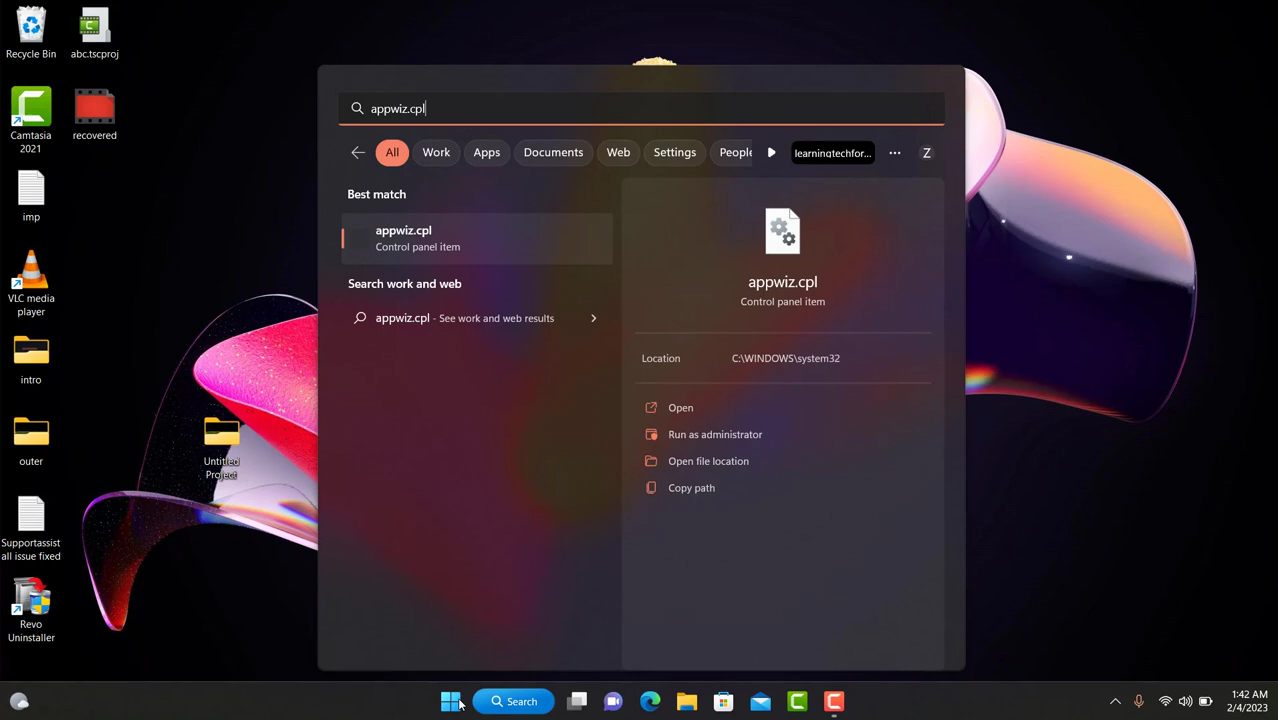 Recycle Bin
abc.tscproj
Camtasia
2021
recovered
imp
VLC media
player
intro
outer
Untitled
Project
Supportassist
all issue fixed
Revo
Uninstaller
appwiz.cpl
All
Work
Apps
Documents
Web
Settings
People
learningtechfor...
Z
Best match
appwiz.cpl
Control panel item
Search work and web
appwiz.cpl - See work and web results
appwiz.cpl
Control panel item
Location C:\WINDOWS\system32
Open
Run as administrator
Open file location
Copy path
Search
1:42 AM
2/4/2023